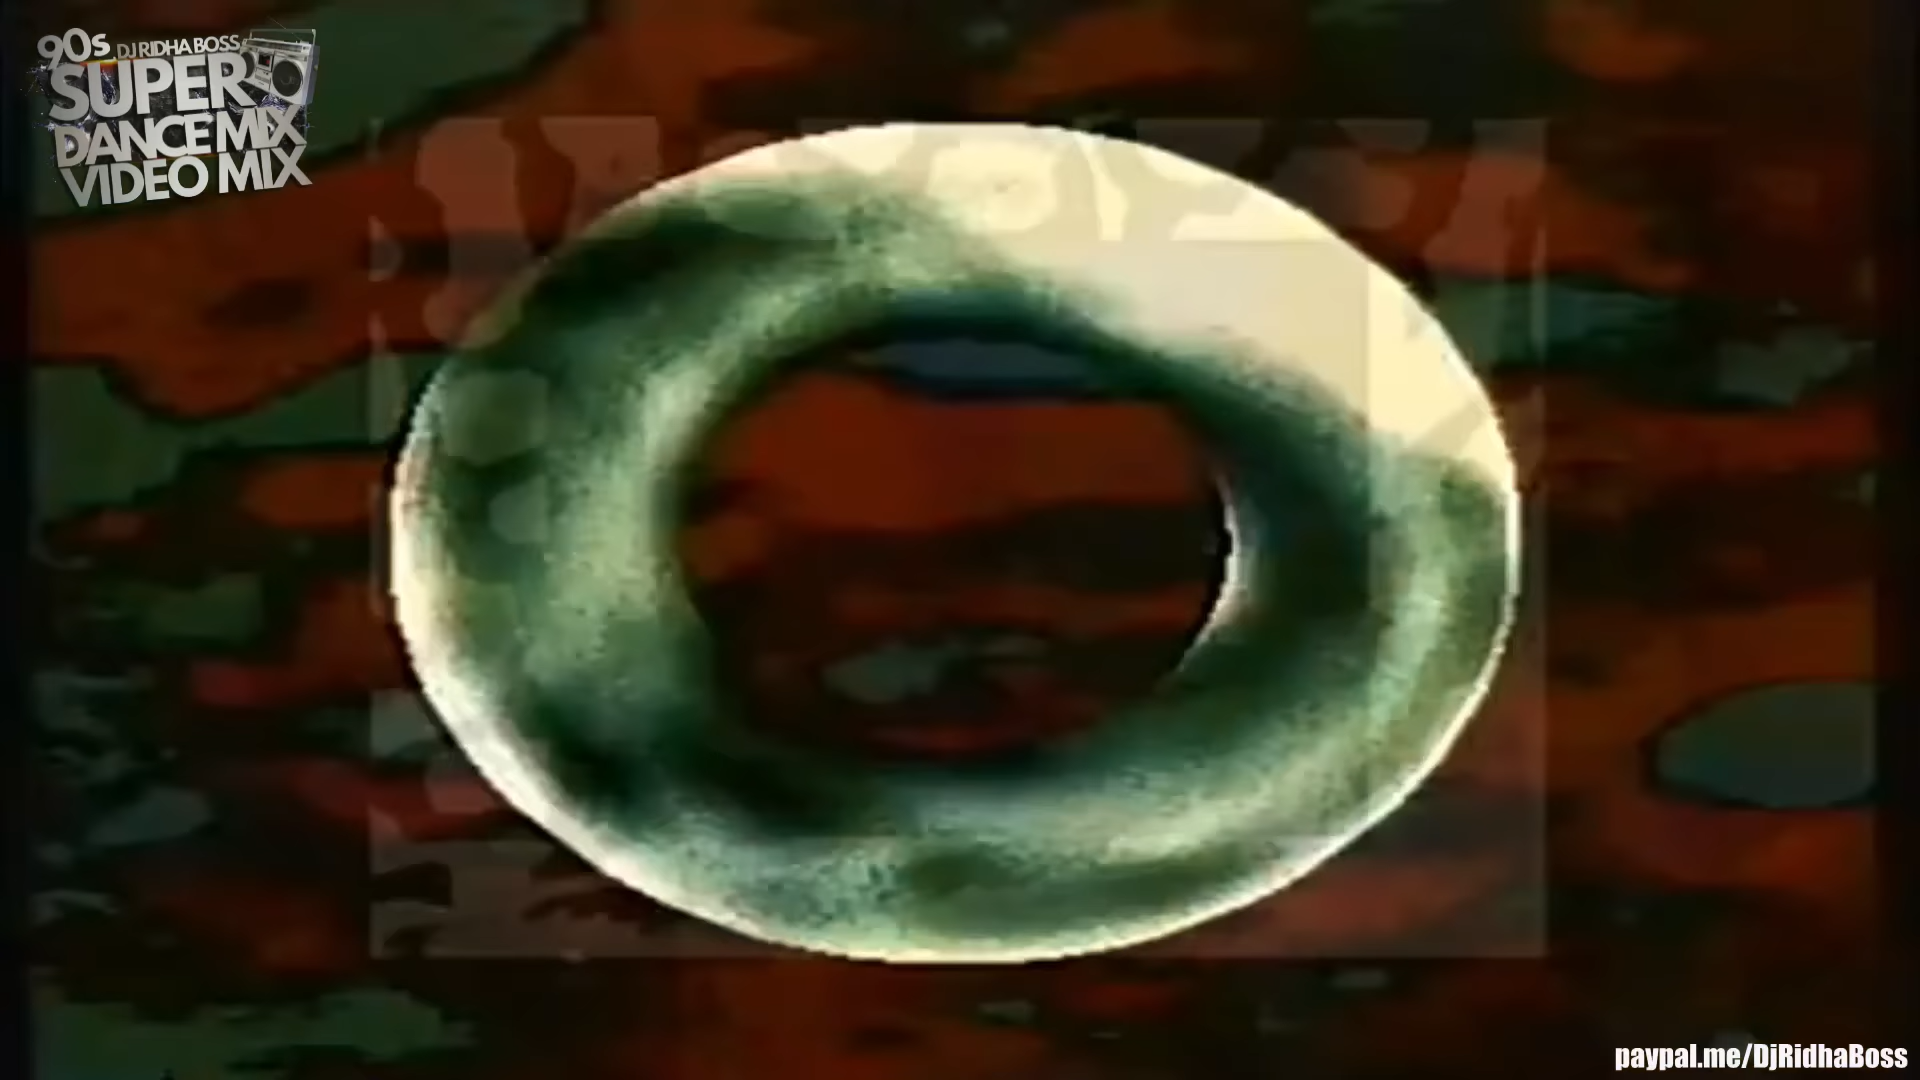 90s DJ RIDHA BOSS
SUPER
DANCE MIX
VIDEO MIX
paypal.me/DjRidhaBoss